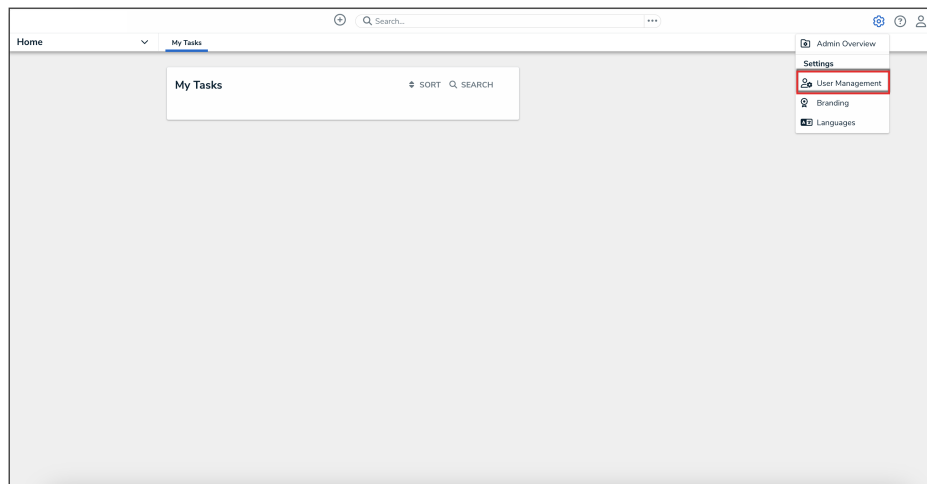 Search...
Home
My Tasks
Admin Overview
Settings
User Management
Branding
Languages
My Tasks
SORT
SEARCH